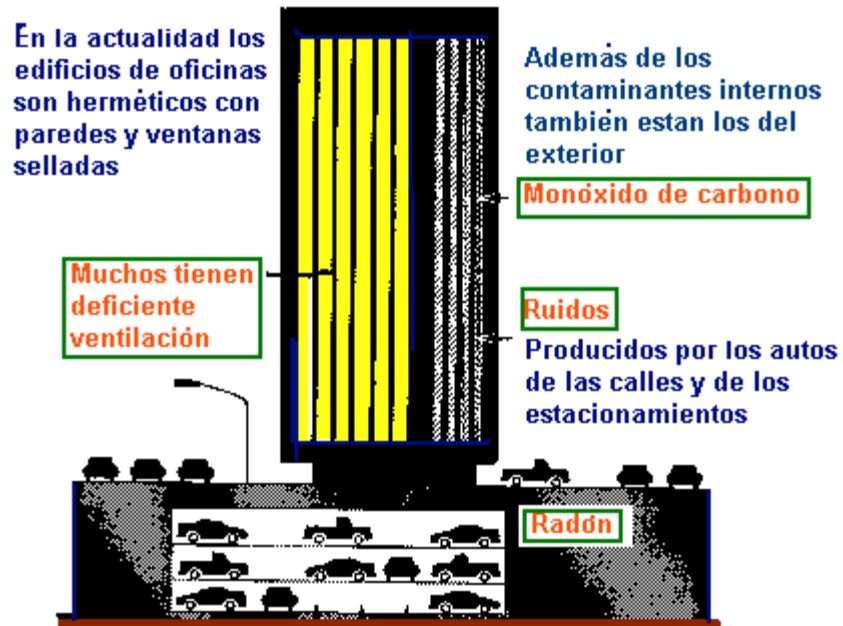 En la actualidad los
edificios de oficinas
son herméticos con
paredes y ventanas
selladas
Además de los
contaminantes internos
también estan los del
exterior
Monóxido de carbono
Muchos tienen
deficiente
ventilación
Ruidos
Producidos por los autos
de las calles y de los
estacionamientos
Radón